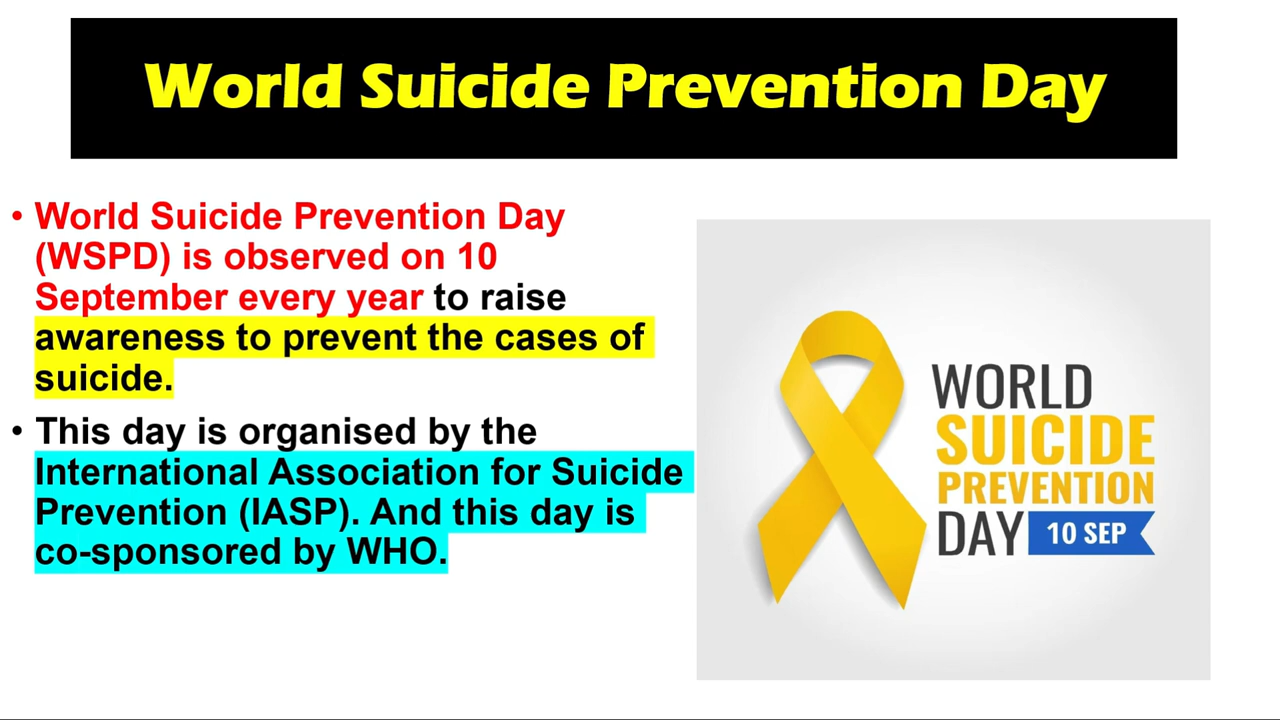 World Suicide Prevention Day
• World Suicide Prevention Day
(WSPD) is observed on 10
September every year to raise
awareness to prevent the cases of
suicide.
• This day is organised by the
International Association for Suicide
Prevention (IASP). And this day is
co-sponsored by WHO.
WORLD
SUICIDE
PREVENTION
DAY 10 SEP